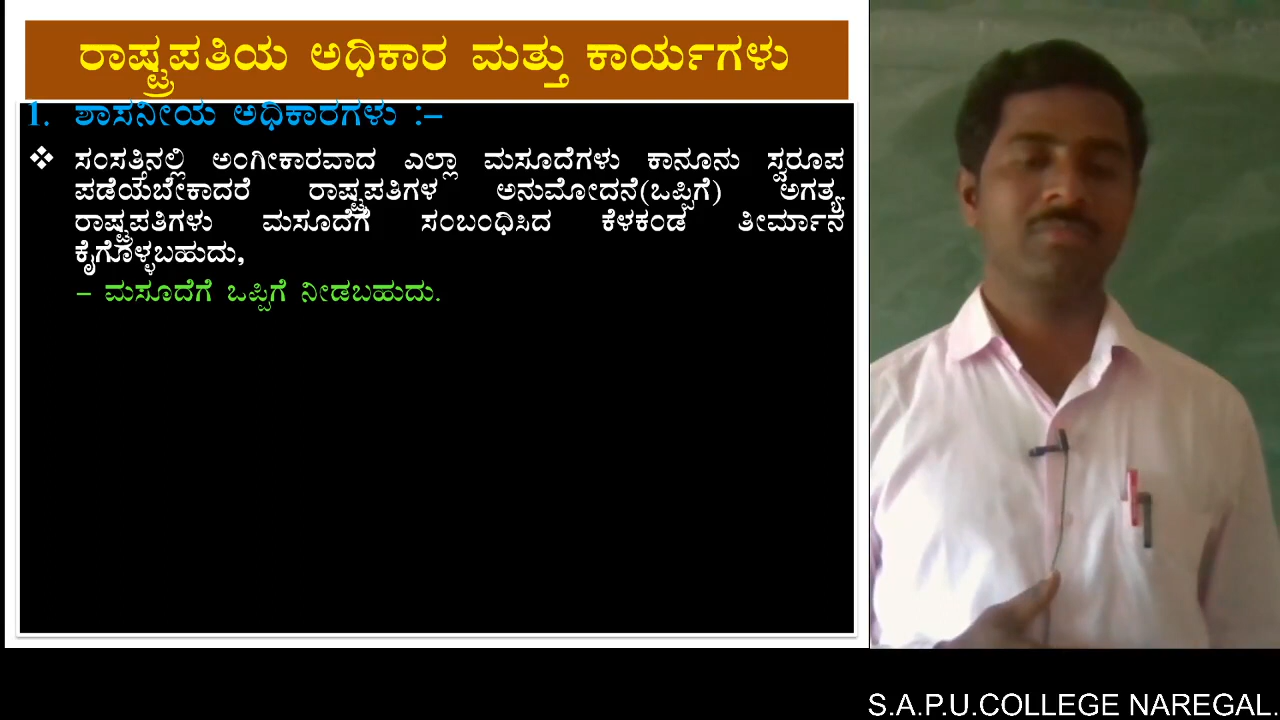 ರಾಷ್ಟ್ರಪತಿಯ ಅಧಿಕಾರ ಮತ್ತು ಕಾರ್ಯಗಳು
1. ಶಾಸನೀಯ ಅಧಿಕಾರಗಳು :–
❖ ಸಂಸತ್ತಿನಲ್ಲಿ ಅಂಗೀಕಾರವಾದ ಎಲ್ಲಾ ಮಸೂದೆಗಳು ಕಾನೂನು ಸ್ವರೂಪ
ಪಡೆಯಬೇಕಾದರೆ ರಾಷ್ಟ್ರಪತಿಗಳ ಅನುಮೋದನೆ(ಒಪ್ಪಿಗೆ) ಅಗತ್ಯ.
ರಾಷ್ಟ್ರಪತಿಗಳು ಮಸೂದೆಗೆ ಸಂಬಂಧಿಸಿದ ಕೆಳಕಂಡ ತೀರ್ಮಾನ
ಕೈಗೊಳ್ಳಬಹುದು,
– ಮಸೂದೆಗೆ ಒಪ್ಪಿಗೆ ನೀಡಬಹುದು.
S.A.P.U.COLLEGE NAREGAL.